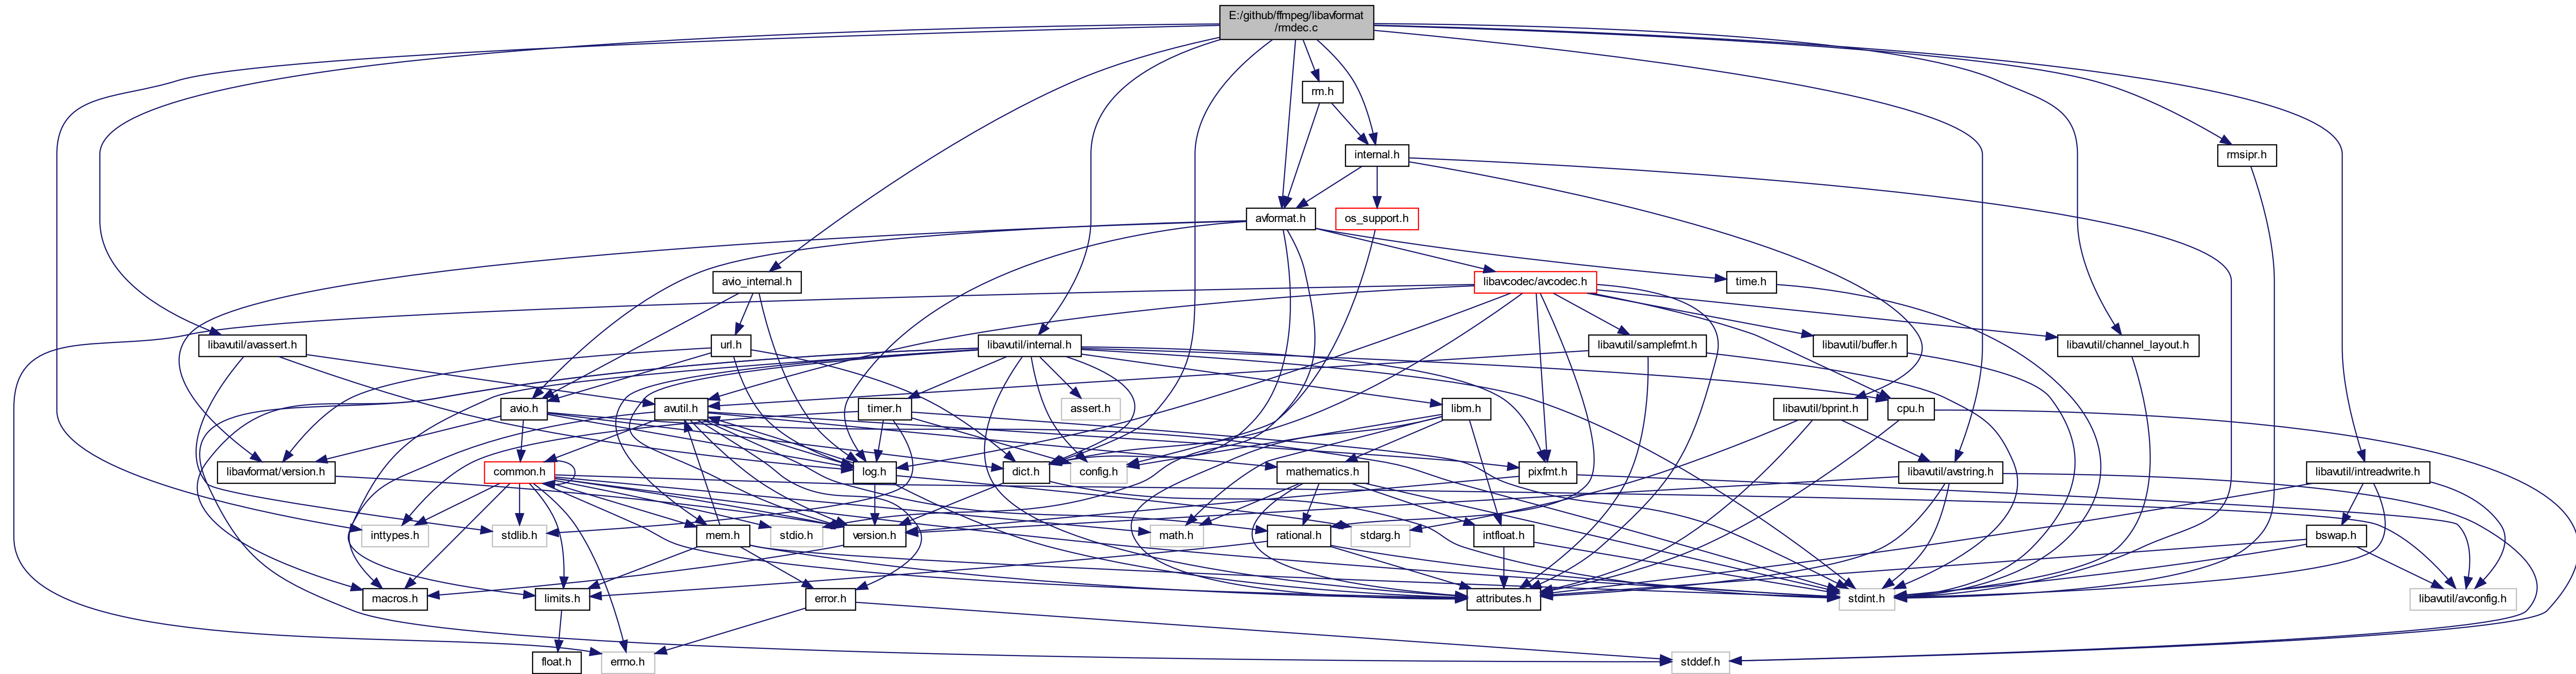 E:/github/ffmpeg/libavformat
/rmdec.c
rm.h
internal.h
rmsipr.h
avformat.h
os_support.h
avio_internal.h
libavcodec/avcodec.h
time.h
libavutil/avassert.h
url.h
libavutil/internal.h
libavutil/samplefmt.h
libavutil/buffer.h
libavutil/channel_layout.h
avio.h
avutil.h
timer.h
assert.h
libm.h
libavutil/bprint.h
cpu.h
libavformat/version.h
common.h
log.h
dict.h
config.h
mathematics.h
pixfmt.h
libavutil/avstring.h
libavutil/intreadwrite.h
inttypes.h
stdlib.h
mem.h
stdio.h
version.h
math.h
rational.h
stdarg.h
intfloat.h
bswap.h
macros.h
limits.h
error.h
attributes.h
stdint.h
libavutil/avconfig.h
float.h
errno.h
stddef.h